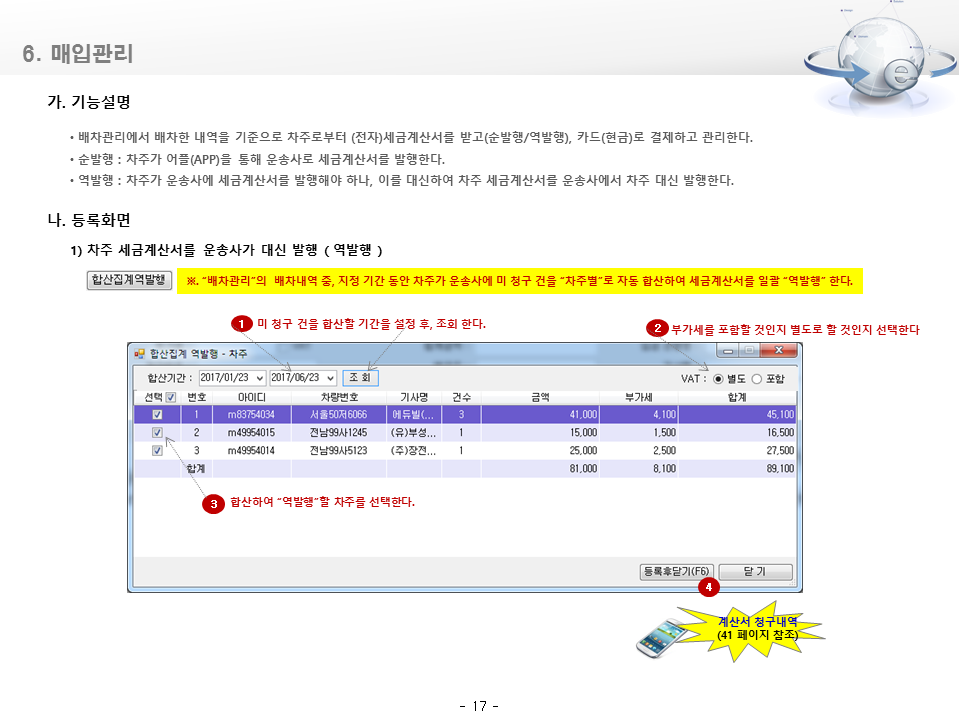 6. 매입관리
가. 기능설명
• 배차관리에서 배차한 내역을 기준으로 차주로부터 (전자)세금계산서를 받고(순발행/역발행), 카드(현금)로 결제하고 관리한다.
• 순발행 : 차주가 어플(APP)을 통해 운송사로 세금계산서를 발행한다.
• 역발행 : 차주가 운송사에 세금계산서를 발행해야 하나, 이를 대신하여 차주 세금계산서를 운송사에서 차주 대신 발행한다.
나. 등록화면
1) 차주 세금계산서를 운송사가 대신 발행 ( 역발행 )
합산집계역발행 ※. “배차관리”의 배차내역 중, 지정 기간 동안 차주가 운송사에 미 청구 건을 “차주별”로 자동 합산하여 세금계산서를 일괄 “역발행” 한다.
1 미 청구 건을 합산할 기간을 설정 후, 조회 한다.
2 부가세를 포함할 것인지 별도로 할 것인지 선택한다
합산집계 역발행 - 차주
합산기간 : 2017/01/23 2017/06/23 조 회 VAT : 별도 포함
선택 번호 아이디 차량번호 기사명 건수 금액 부가세 합계
1 m83754034 서울50저6066 에듀빌(... 3 41,000 4,100 45,100
2 m49954015 전남99사1245 (유)부성... 1 15,000 1,500 16,500
3 m49954014 전남99사5123 (주)장전... 1 25,000 2,500 27,500
합계 81,000 8,100 89,100
3 합산하여 “역발행”할 차주를 선택한다.
등록후닫기(F6) 닫 기
4
계산서 청구내역
(41 페이지 참조)
- 17 -